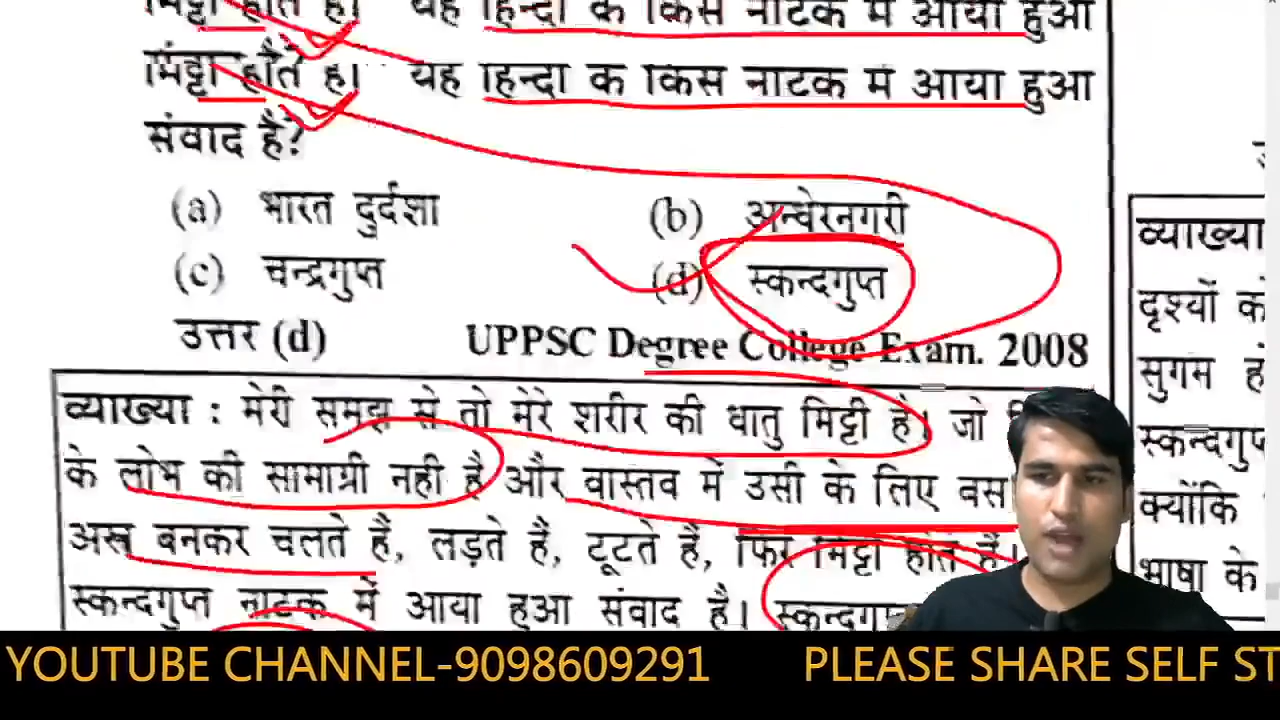 मिट्टी होते हैं। यह हिन्दी के किस नाटक में आया हुआ
मिट्टी होते हैं। यह हिन्दी के किस नाटक में आया हुआ
संवाद है?
(a) भारत दुर्दशा (b) अन्धेरनगरी
(c) चन्द्रगुप्त (d) स्कन्दगुप्त
उत्तर (d) UPPSC Degree College Exam. 2008
व्याख्या : मेरी समझ से तो मेरे शरीर की धातु मिट्टी है। जो
के लोभ की सामाग्री नही है और वास्तव में उसी के लिए वस
अस्त्र बनकर चलते है, लड़ते हैं, टूटते हैं, फिर मिट्टी होते हैं।
स्कन्दगुप्त नाटक में आया हुआ संवाद है।
व्याख्या
दृश्यों को
सुगम
स्कन्दगुप्
क्योंकि
भाषा के
YOUTUBE CHANNEL-9098609291 PLEASE SHARE SELF ST